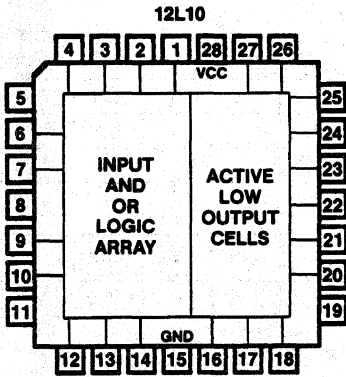 12L10
4 3 2 1 28 27 26
VCC
5 25
6 24
7 23
8 22
9 21
10 20
11 19
INPUT
AND
OR
LOGIC
ARRAY
ACTIVE
LOW
OUTPUT
CELLS
GND
12 13 14 15 16 17 18